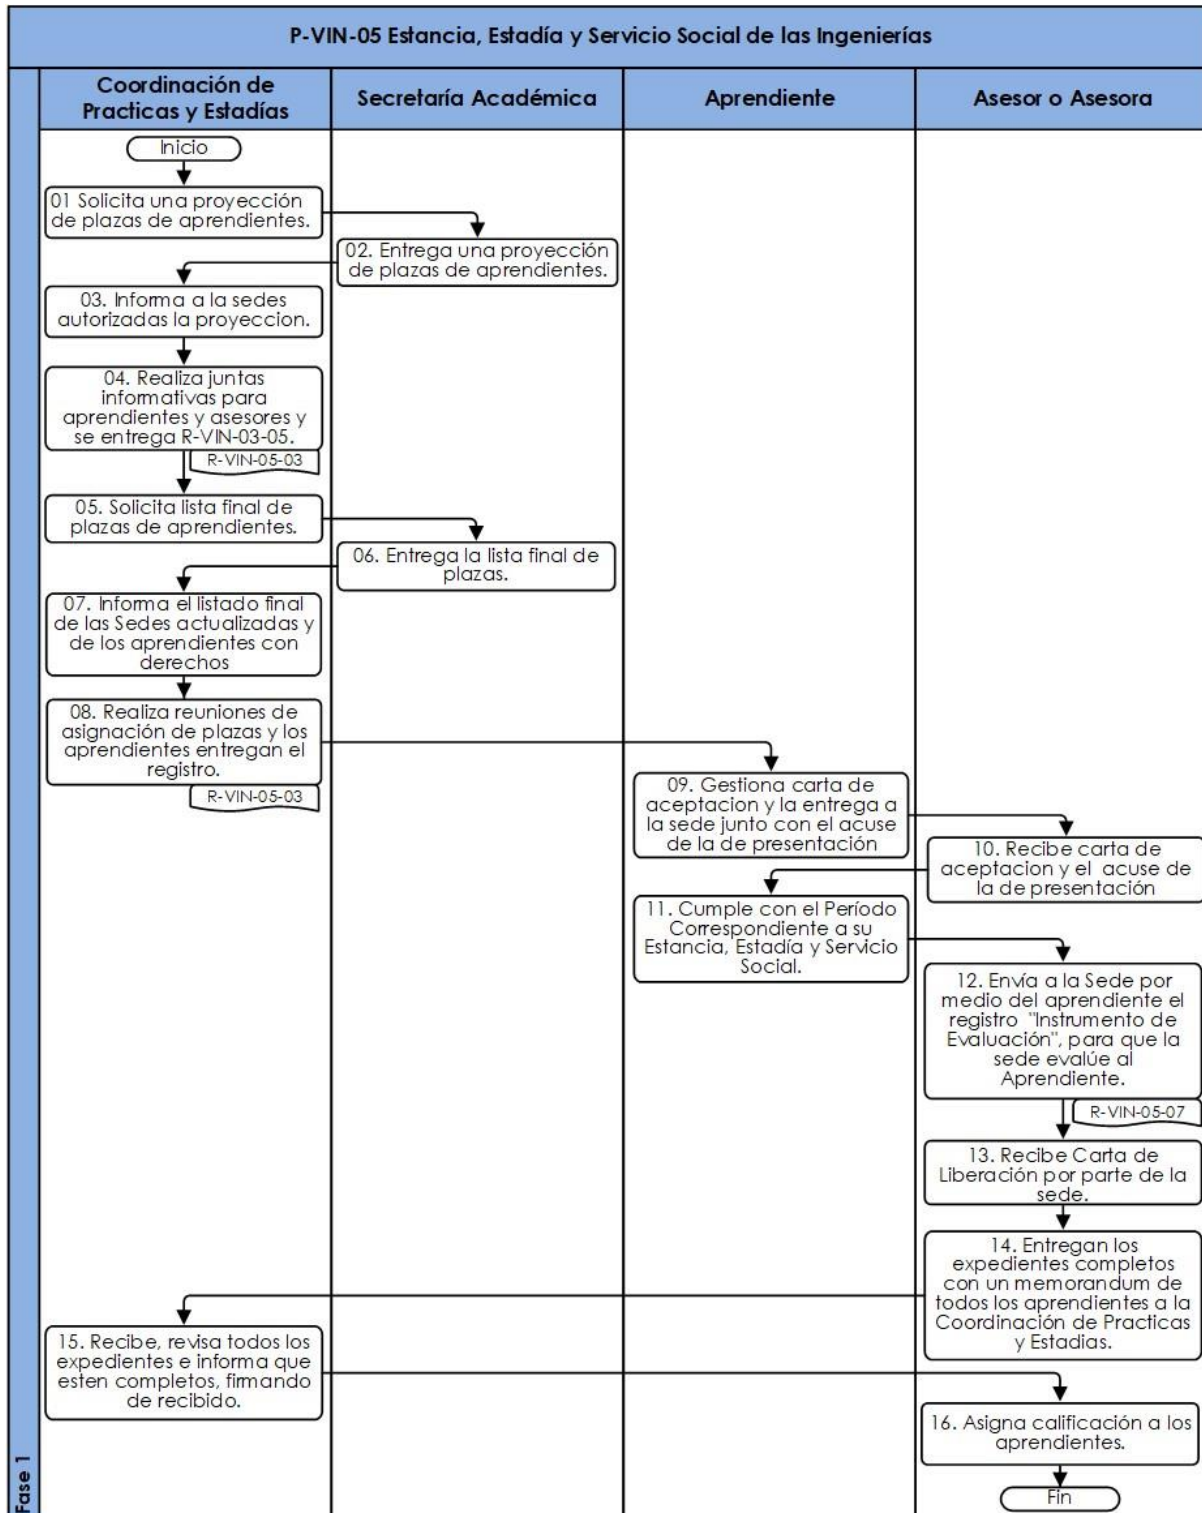 P-VIN-05 Estancia, Estadía y Servicio Social de las Ingenierías
Coordinación de
Practicas y Estadías
Secretaría Académica
Aprendiente
Asesor o Asesora
Inicio
01 Solicita una proyección
de plazas de aprendientes.
02. Entrega una proyección
de plazas de aprendientes.
03. Informa a la sedes
autorizadas la proyeccion.
04. Realiza juntas
informativas para
aprendientes y asesores y
se entrega R-VIN-03-05.
R-VIN-05-03
05. Solicita lista final de
plazas de aprendientes.
06. Entrega la lista final de
plazas.
07. Informa el listado final
de las Sedes actualizadas y
de los aprendientes con
derechos
08. Realiza reuniones de
asignación de plazas y los
aprendientes entregan el
registro.
R-VIN-05-03
09. Gestiona carta de
aceptacion y la entrega a
la sede junto con el acuse
de la de presentación
10. Recibe carta de
aceptacion y el acuse de
la de presentación
11. Cumple con el Período
Correspondiente a su
Estancia, Estadía y Servicio
Social.
12. Envía a la Sede por
medio del aprendiente el
registro "Instrumento de
Evaluación", para que la
sede evalúe al
Aprendiente.
R-VIN-05-07
13. Recibe Carta de
Liberación por parte de la
sede.
14. Entregan los
expedientes completos
con un memorandum de
todos los aprendientes a la
Coordinación de Practicas
y Estadias.
15. Recibe, revisa todos los
expedientes e informa que
esten completos, firmando
de recibido.
16. Asigna calificación a los
aprendientes.
Fin
Fase 1